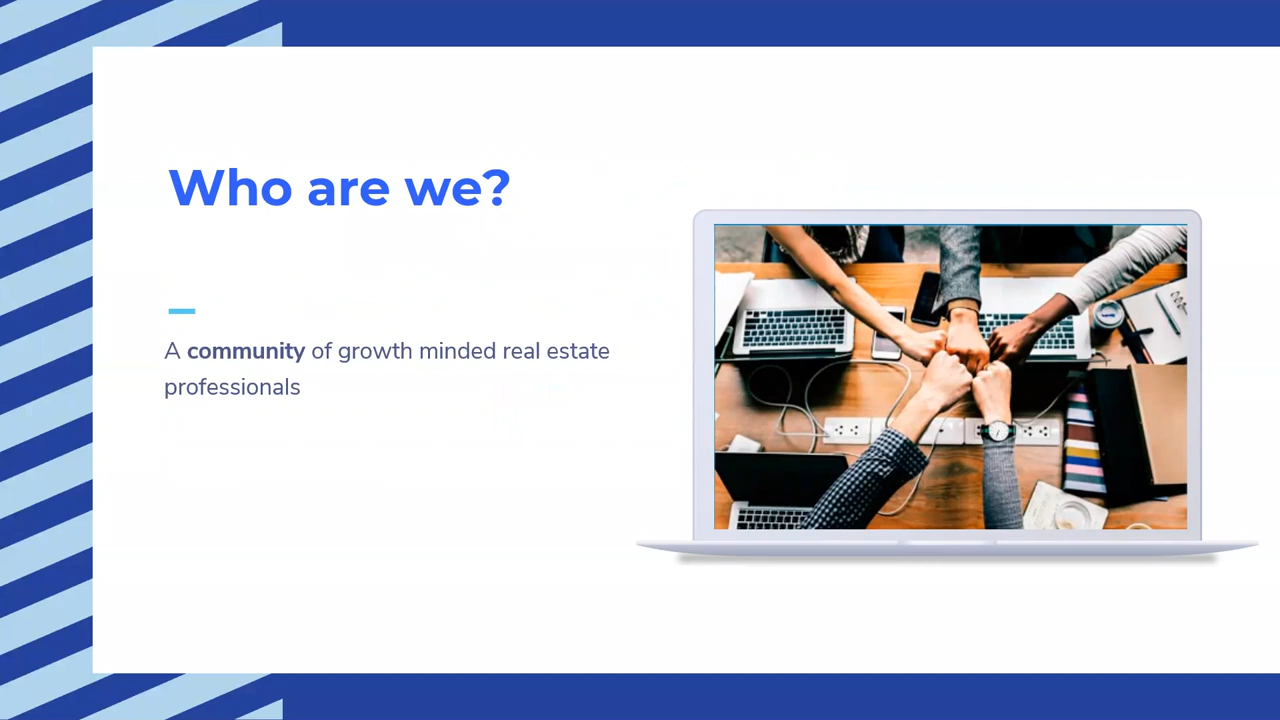 Who are we?
A community of growth minded real estate
professionals